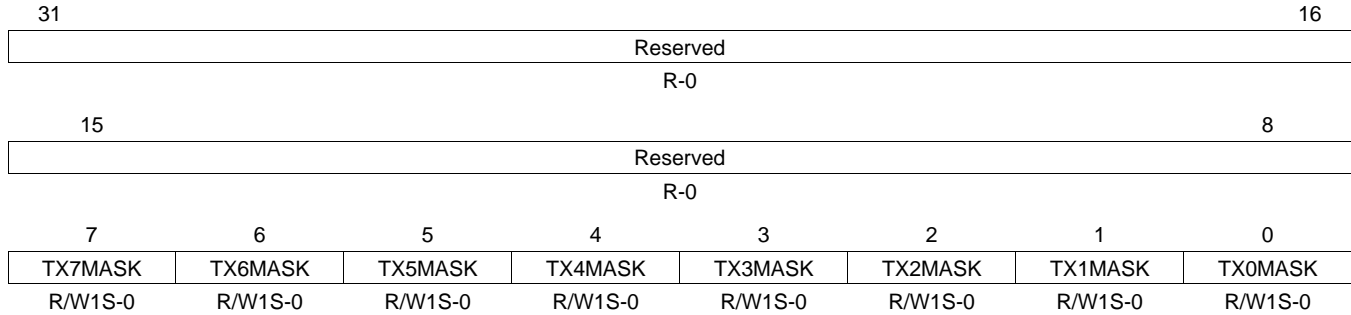 31 16
Reserved
R-0
15 8
Reserved
R-0
7 6 5 4 3 2 1 0
TX7MASK TX6MASK TX5MASK TX4MASK TX3MASK TX2MASK TX1MASK TX0MASK
R/W1S-0 R/W1S-0 R/W1S-0 R/W1S-0 R/W1S-0 R/W1S-0 R/W1S-0 R/W1S-0